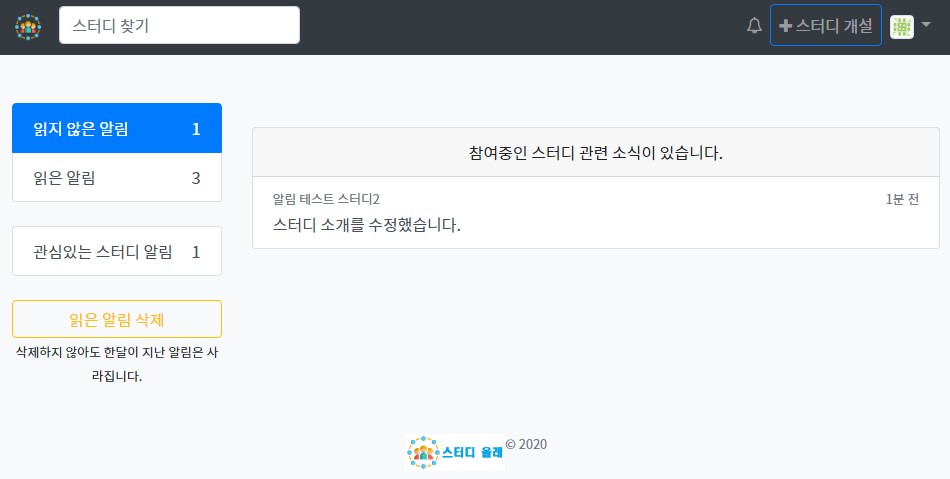 스터디 찾기
스터디 개설
읽지 않은 알림 1
읽은 알림 3
관심있는 스터디 알림 1
읽은 알림 삭제
삭제하지 않아도 한달이 지난 알림은 사
라집니다.
참여중인 스터디 관련 소식이 있습니다.
알림 테스트 스터디2 1분 전
스터디 소개를 수정했습니다.
스터디 올래 © 2020